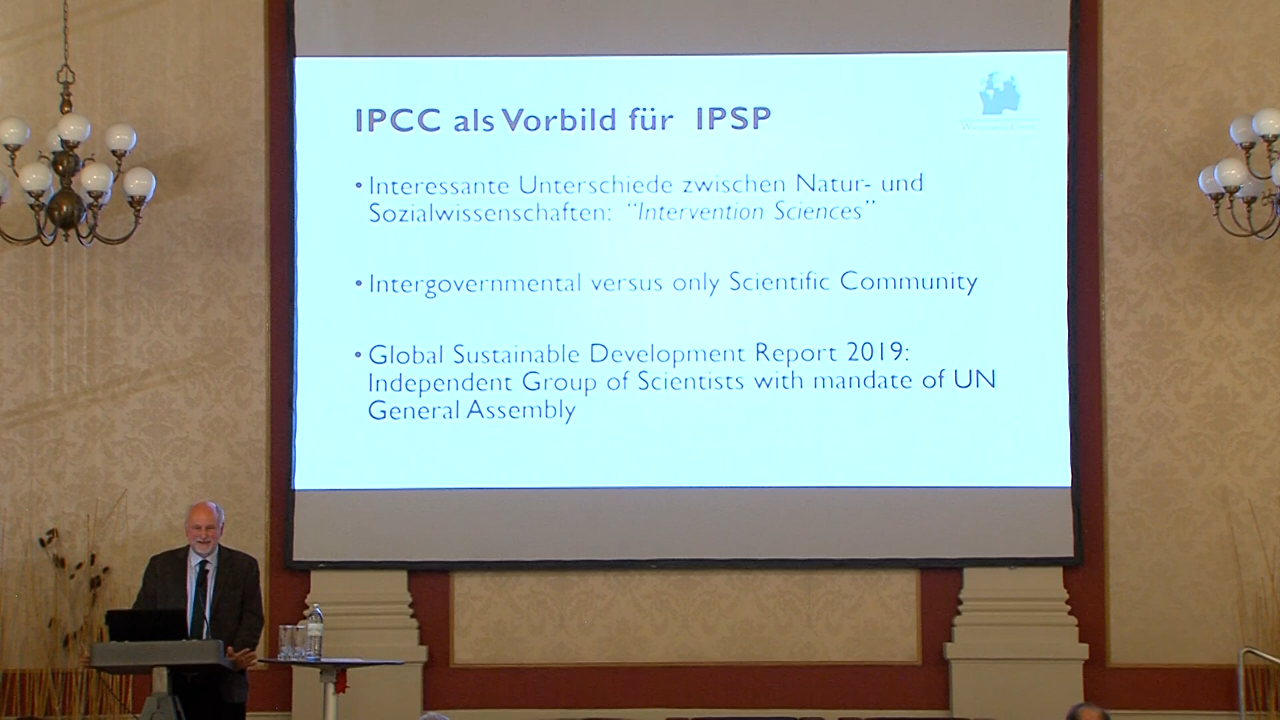 IPCC als Vorbild für IPSP
• Interessante Unterschiede zwischen Natur- und
Sozialwissenschaften: “Intervention Sciences”
• Intergovernmental versus only Scientific Community
• Global Sustainable Development Report 2019:
Independent Group of Scientists with mandate of UN
General Assembly